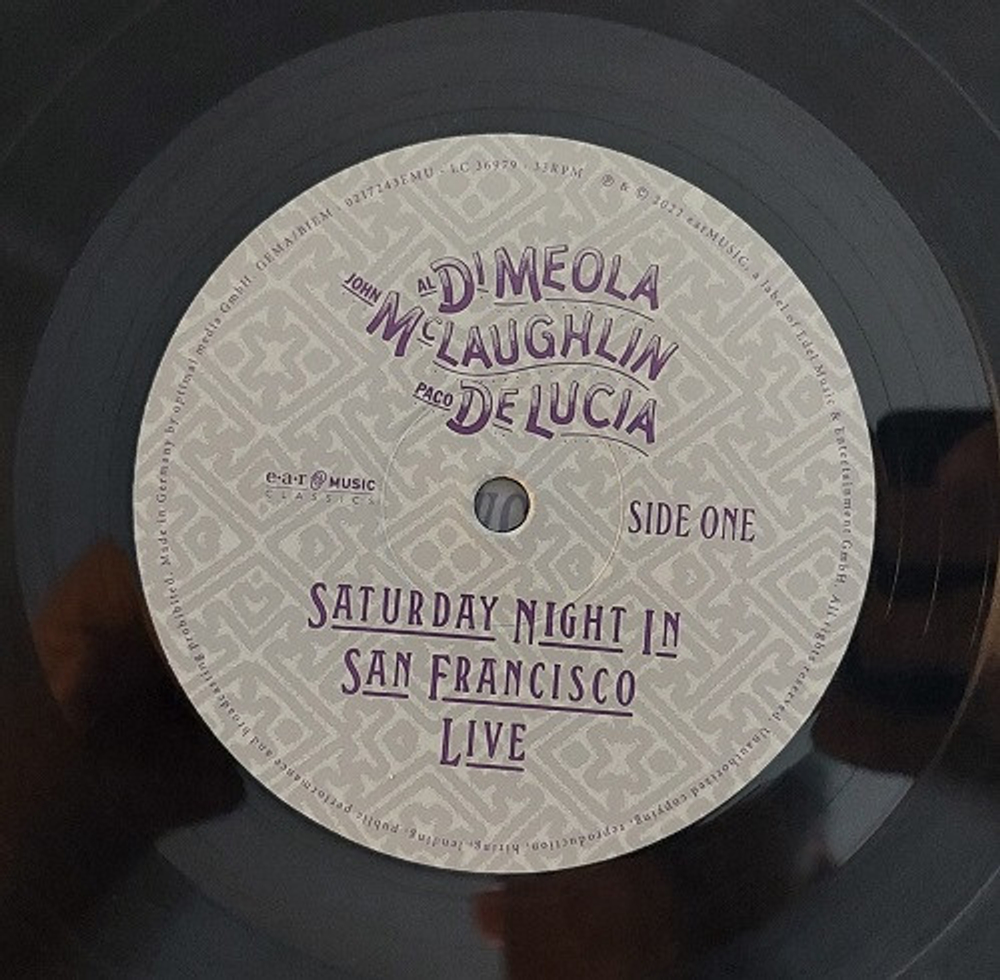 Made in Germany by optimal media GmbH. GEMA/BIEM · 0217243EMU · LC 36979 · 33RPM
℗ & © 2022 earMUSIC, a label of Edel Music & Entertainment GmbH. All rights reserved. Unauthorized copying, reproduction, hiring, lending, public performance and broadcasting prohibited.
AL DI MEOLA
JOHN MCLAUGHLIN
PACO DE LUCIA
e·a·r MUSIC
CLASSICS
SIDE ONE
SATURDAY NIGHT IN
SAN FRANCISCO
LIVE